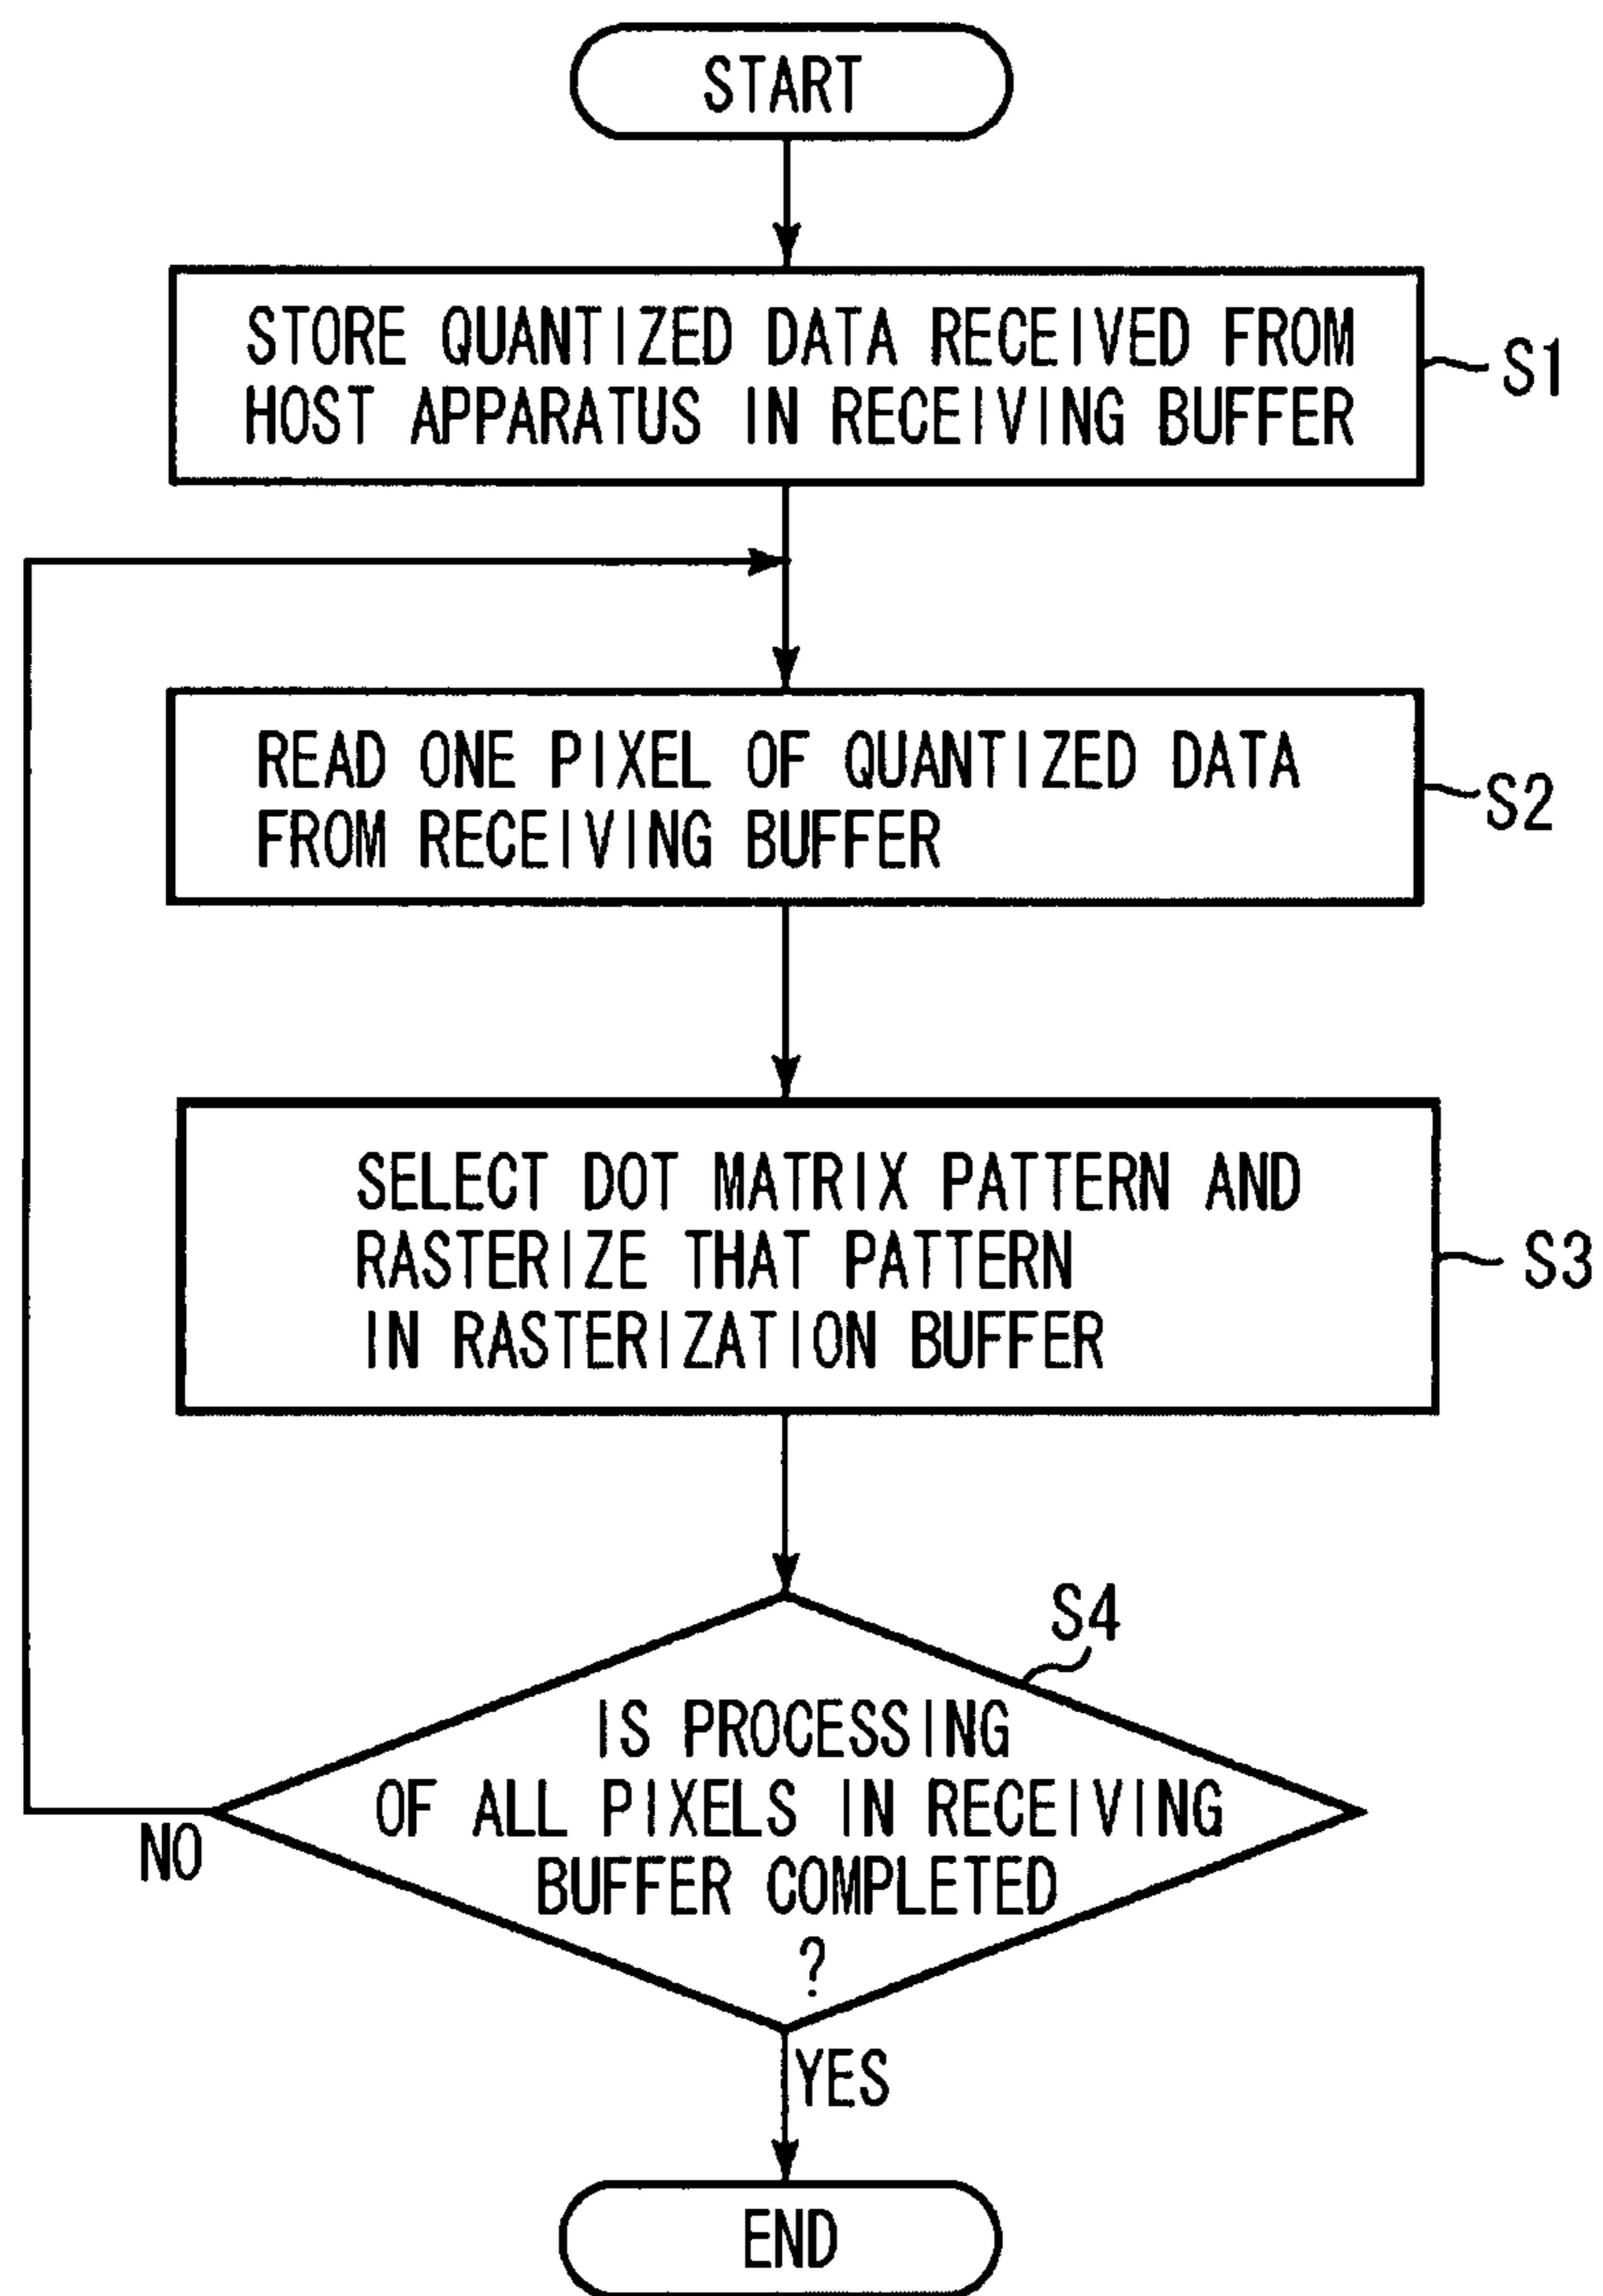 START
STORE QUANTIZED DATA RECEIVED FROM
HOST APPARATUS IN RECEIVING BUFFER
S1
READ ONE PIXEL OF QUANTIZED DATA
FROM RECEIVING BUFFER
S2
SELECT DOT MATRIX PATTERN AND
RASTERIZE THAT PATTERN
IN RASTERIZATION BUFFER
S3
S4
IS PROCESSING
OF ALL PIXELS IN RECEIVING
BUFFER COMPLETED
?
NO
YES
END